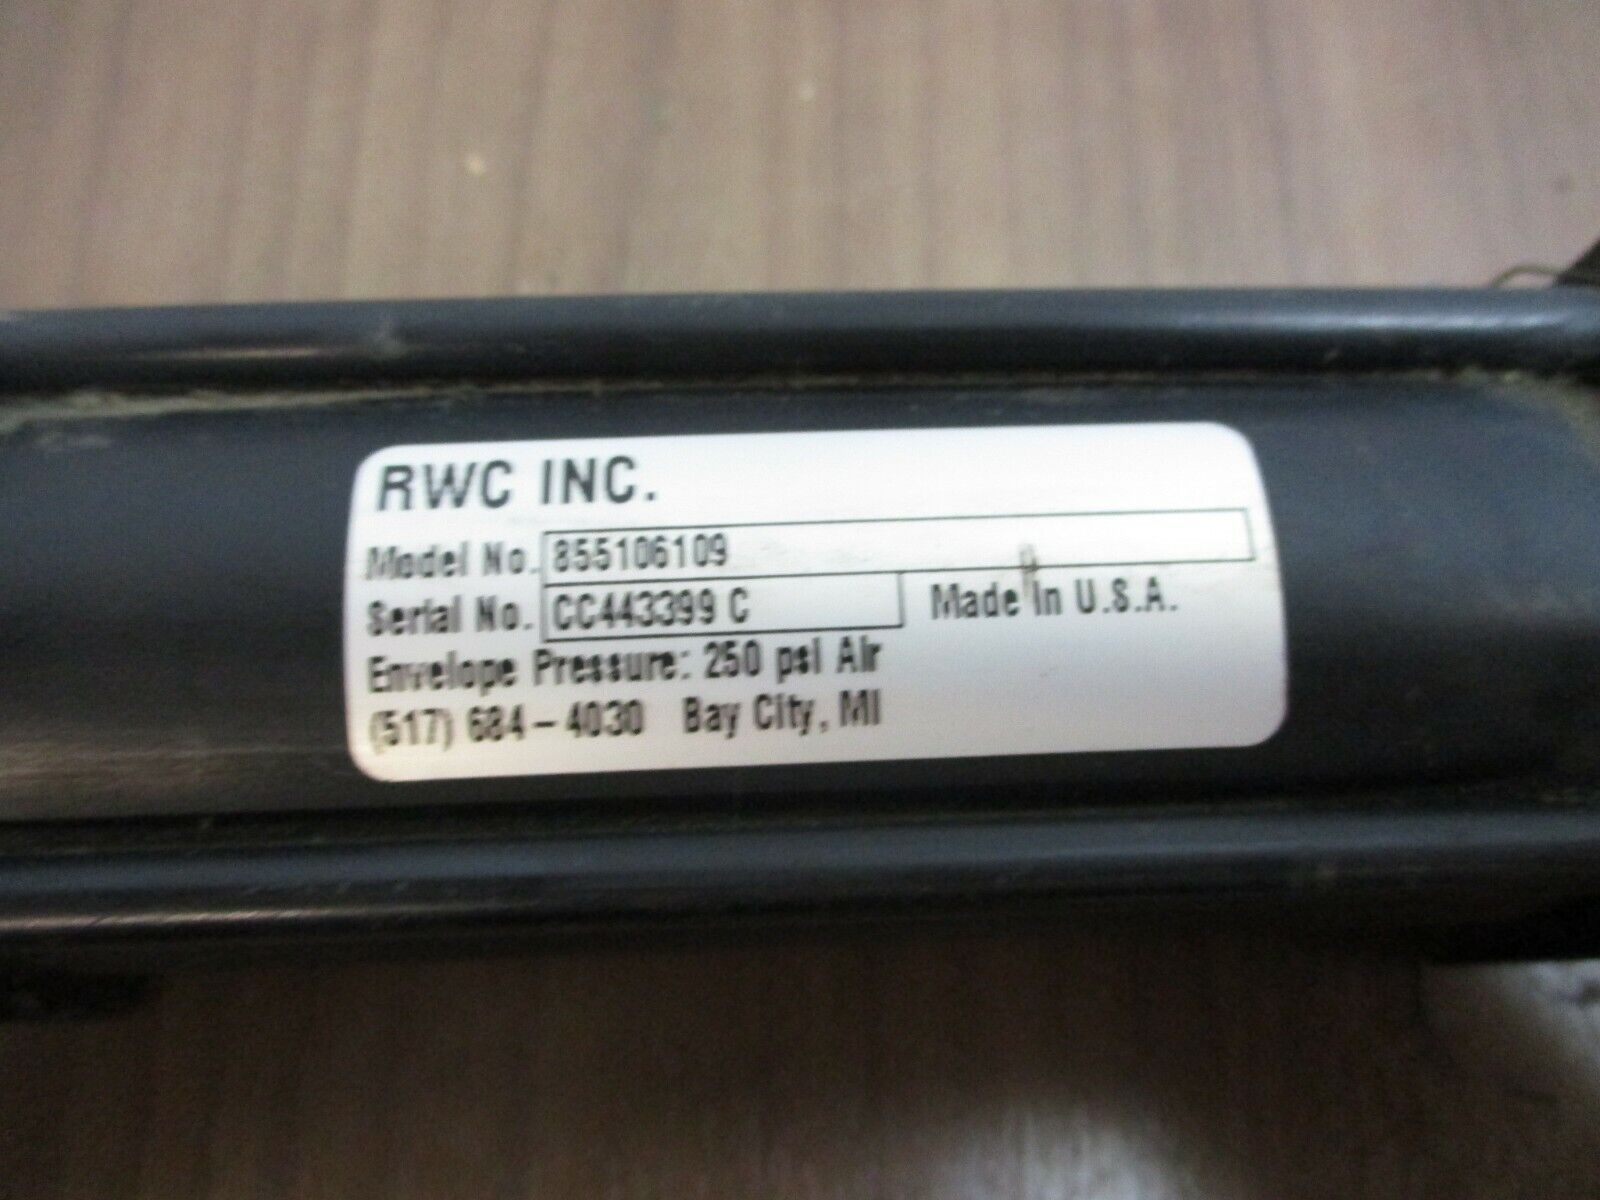 RWC INC.
Model No. 855106109
Serial No. CC443399 C Made In U.S.A.
Envelope Pressure: 250 psi Air
(517) 684-4030 Bay City, MI